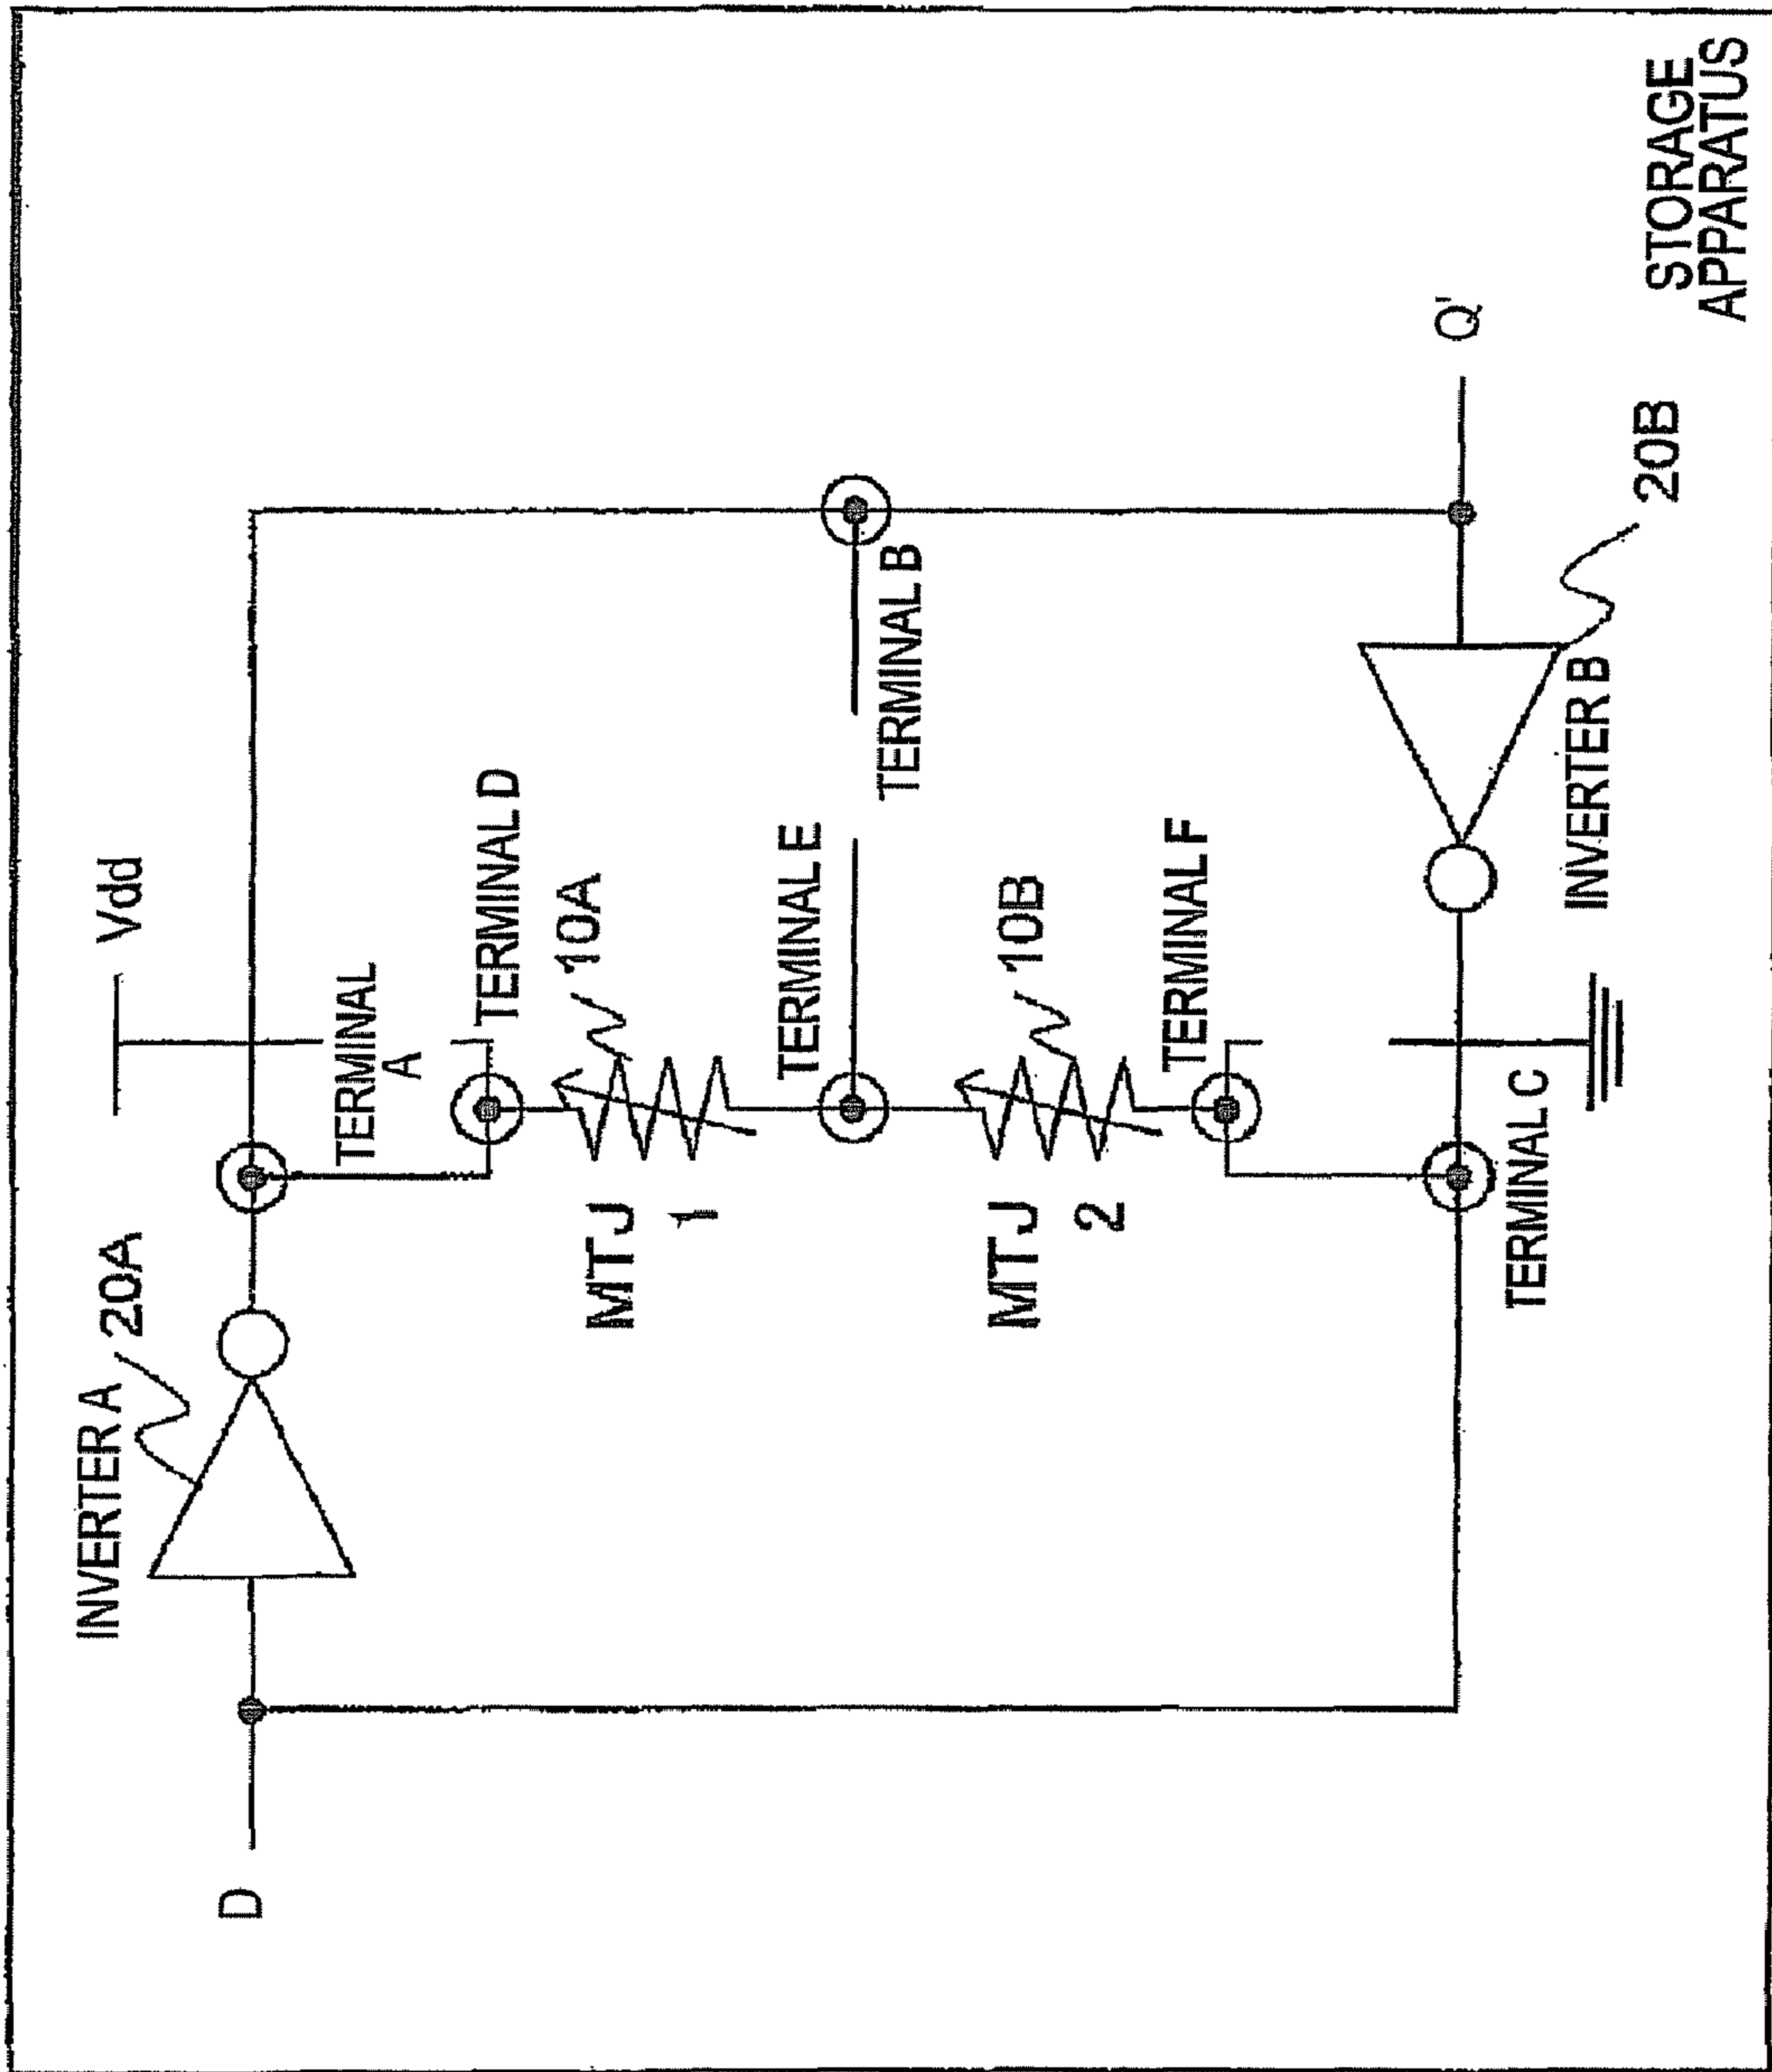 Vdd
INVERTER A
20A
D
TERMINAL
A
TERMINAL D
10A
MTJ
1
TERMINAL E
TERMINAL B
10B
MTJ
2
TERMINAL F
Q'
TERMINAL C
INVERTER B
20B
STORAGE
APPARATUS